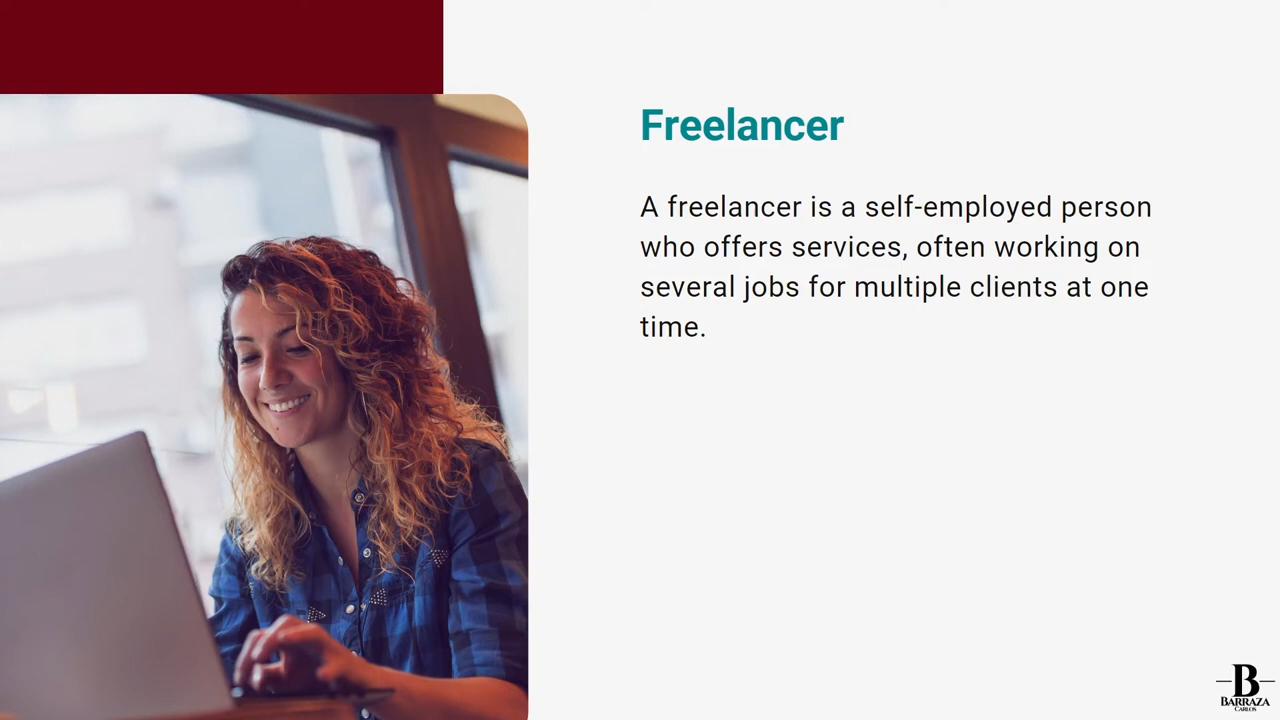 Freelancer
A freelancer is a self-employed person
who offers services, often working on
several jobs for multiple clients at one
time.
B
BARRAZA
CARLOS